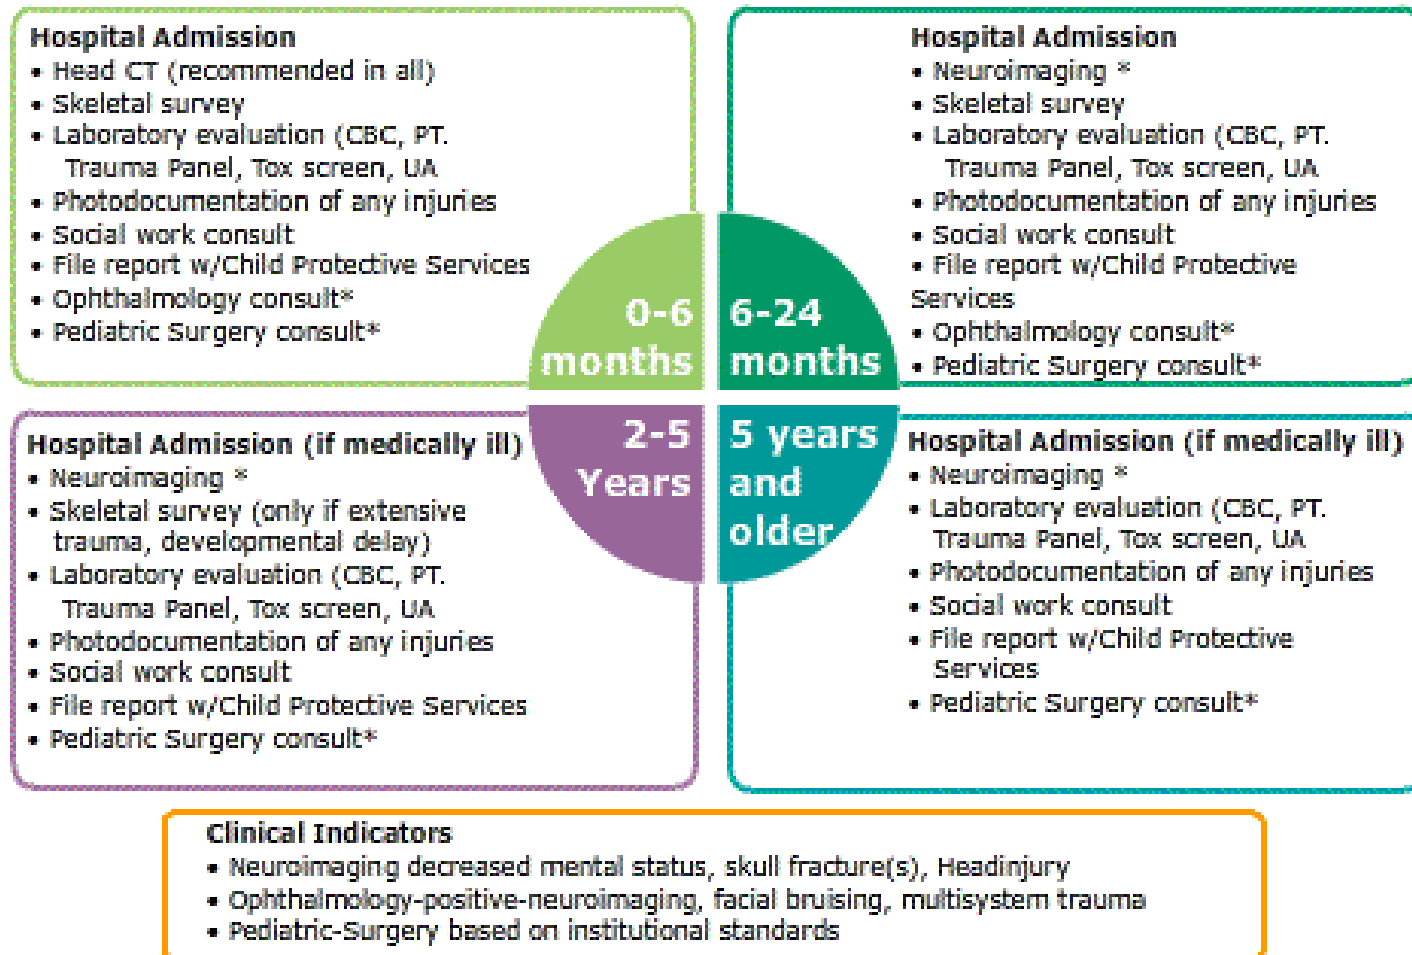 Hospital Admission
• Head CT (recommended in all)
• Skeletal survey
• Laboratory evaluation (CBC, PT.
Trauma Panel, Tox screen, UA
• Photodocumentation of any injuries
• Social work consult
• File report w/Child Protective Services
• Ophthalmology consult*
• Pediatric Surgery consult*
0-6
months
Hospital Admission
• Neuroimaging *
• Skeletal survey
• Laboratory evaluation (CBC, PT.
Trauma Panel, Tox screen, UA
• Photodocumentation of any injuries
• Social work consult
• File report w/Child Protective
Services
• Ophthalmology consult*
• Pediatric Surgery consult*
6-24
months
Hospital Admission (if medically ill)
• Neuroimaging *
• Skeletal survey (only if extensive
trauma, developmental delay)
• Laboratory evaluation (CBC, PT.
Trauma Panel, Tox screen, UA
• Photodocumentation of any injuries
• Social work consult
• File report w/Child Protective Services
• Pediatric Surgery consult*
2-5
Years
5 years
and
older
Hospital Admission (if medically ill)
• Neuroimaging *
• Laboratory evaluation (CBC, PT.
Trauma Panel, Tox screen, UA
• Photodocumentation of any injuries
• Social work consult
• File report w/Child Protective
Services
• Pediatric Surgery consult*
Clinical Indicators
• Neuroimaging decreased mental status, skull fracture(s), Headinjury
• Ophthalmology-positive-neuroimaging, facial bruising, multisystem trauma
• Pediatric-Surgery based on institutional standards